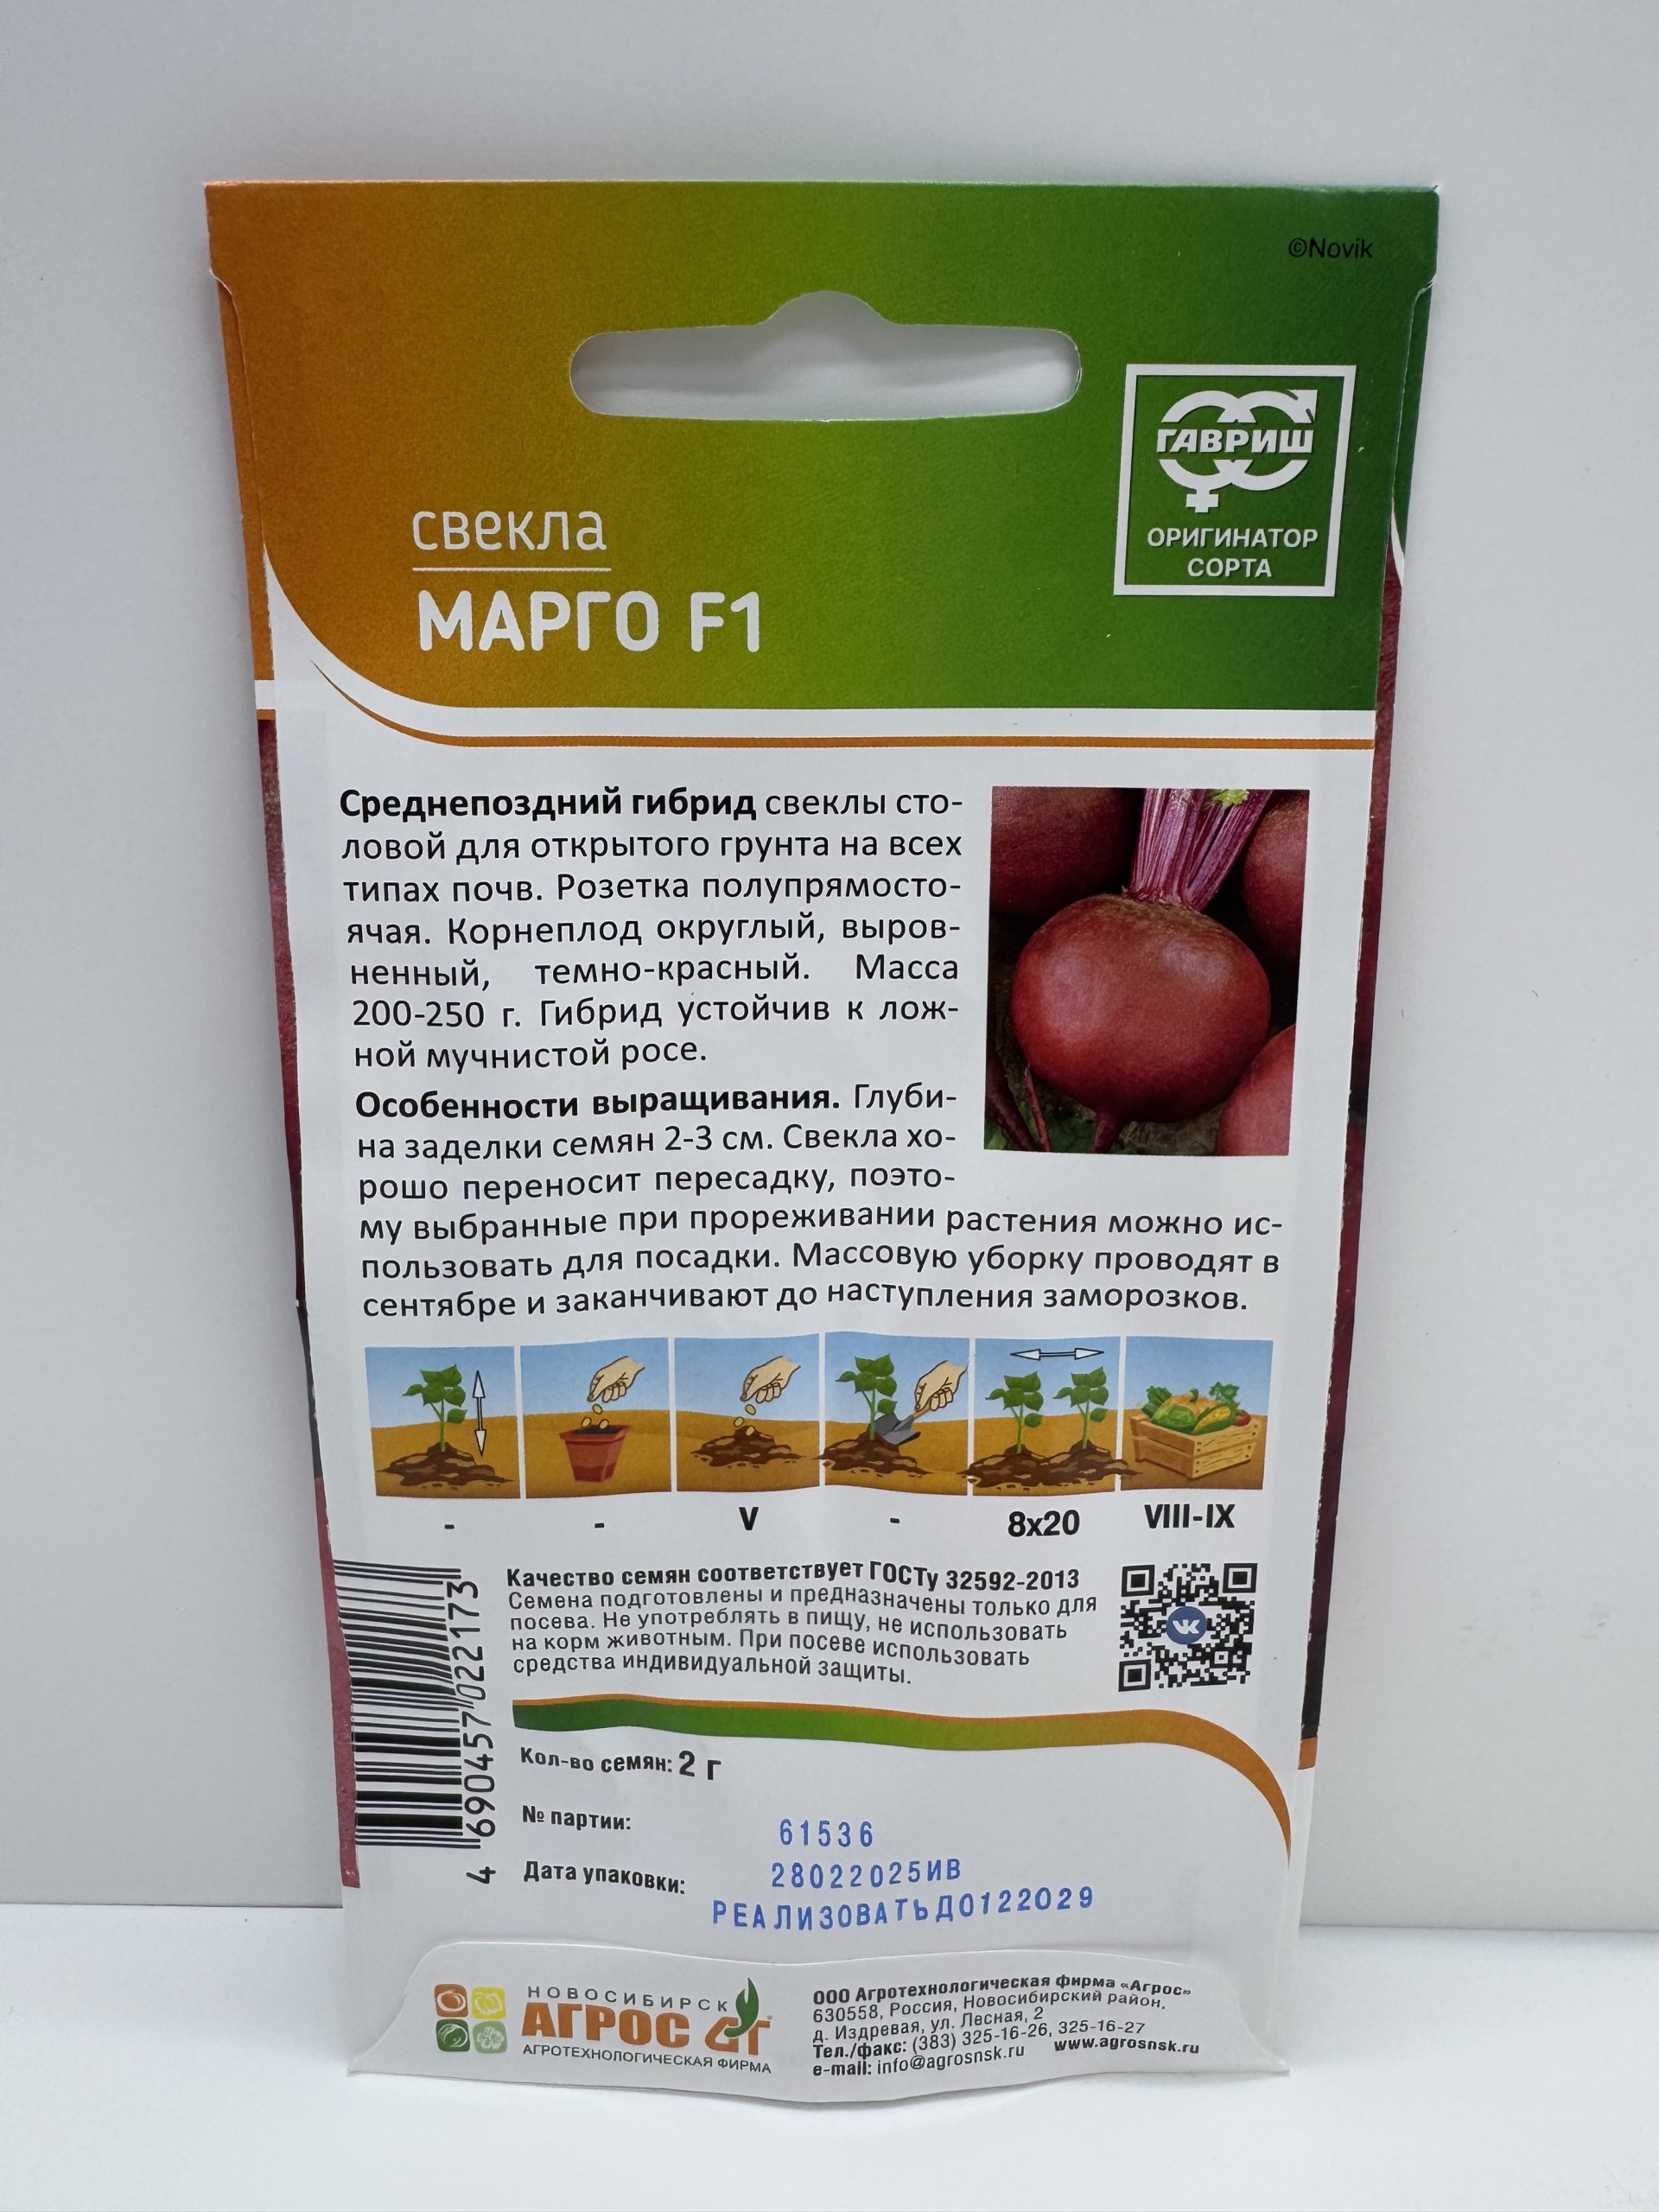 ©Novik
ГАВРИШ
ОРИГИНАТОР
СОРТА
свекла
МАРГО F1
Среднепоздний гибрид свеклы сто-
ловой для открытого грунта на всех
типах почв. Розетка полупрямосто-
ячая. Корнеплод округлый, выров-
ненный, темно-красный. Масса
200-250 г. Гибрид устойчив к лож-
ной мучнистой росе.
Особенности выращивания. Глуби-
на заделки семян 2-3 см. Свекла хо-
рошо переносит пересадку, поэто-
му выбранные при прореживании растения можно ис-
пользовать для посадки. Массовую уборку проводят в
сентябре и заканчивают до наступления заморозков.
- - V - 8x20 VIII-IX
Качество семян соответствует ГОСТу 32592-2013
Семена подготовлены и предназначены только для
посева. Не употреблять в пищу, не использовать
на корм животным. При посеве использовать
средства индивидуальной защиты.
4 690457 022173
Кол-во семян: 2 г
№ партии: 61536
Дата упаковки: 28022025ИВ
РЕАЛИЗОВАТЬДО122029
НОВОСИБИРСК
АГРОС
АГРОТЕХНОЛОГИЧЕСКАЯ ФИРМА
ООО Агротехнологическая фирма «Агрос»
630558, Россия, Новосибирский район,
д. Издревая, ул. Лесная, 2
Тел./факс: (383) 325-16-26, 325-16-27
e-mail: info@agrosnsk.ru www.agrosnsk.ru